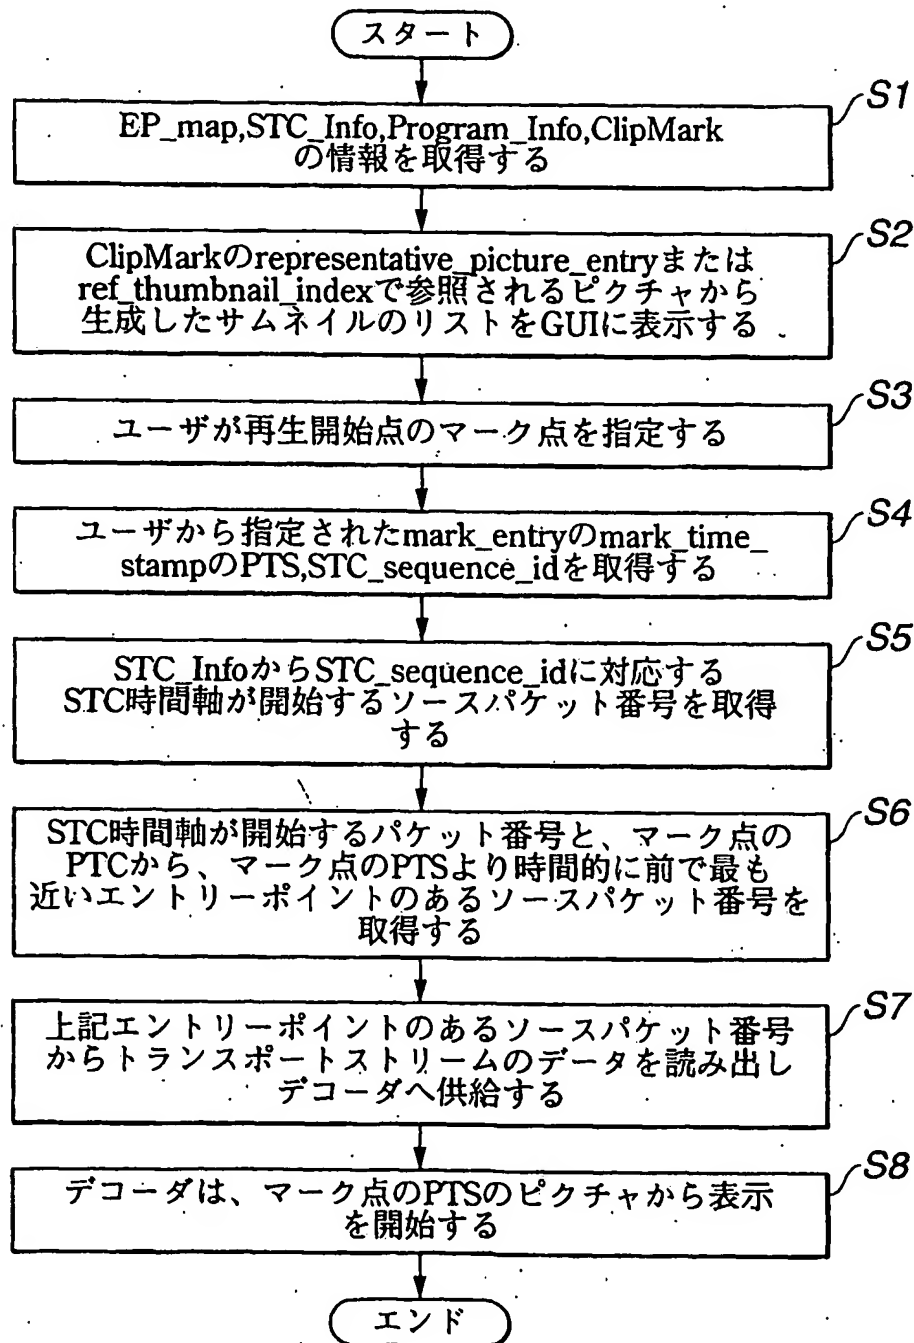 スタート
S1
EP_map,STC_Info,Program_Info,ClipMark
の情報を取得する
S2
ClipMarkのrepresentative_picture_entryまたは
ref_thumbnail_indexで参照されるピクチャから
生成したサムネイルのリストをGUIに表示する
S3
ユーザが再生開始点のマーク点を指定する
S4
ユーザから指定されたmark_entryのmark_time_
stampのPTS,STC_sequence_idを取得する
S5
STC_InfoからSTC_sequence_idに対応する
STC時間軸が開始するソースパケット番号を取得
する
S6
STC時間軸が開始するパケット番号と、マーク点の
PTCから、マーク点のPTSより時間的に前で最も
近いエントリーポイントのあるソースパケット番号を
取得する
S7
上記エントリーポイントのあるソースパケット番号
からトランスポートストリームのデータを読み出し
デコーダへ供給する
S8
デコーダは、マーク点のPTSのピクチャから表示
を開始する
エンド